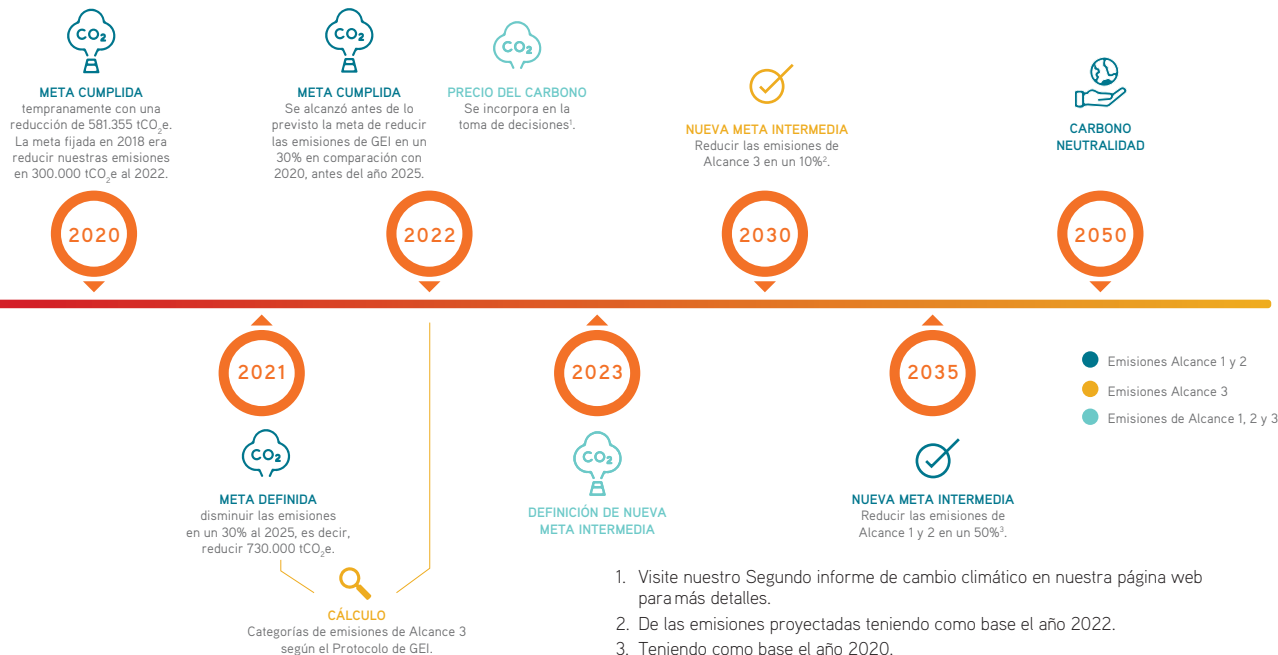 CO₂
META CUMPLIDA
tempranamente con una
reducción de 581.355 tCO₂e.
La meta fijada en 2018 era
reducir nuestras emisiones
en 300.000 tCO₂e al 2022.
2020
CO₂
META CUMPLIDA
Se alcanzó antes de lo
previsto la meta de reducir
las emisiones de GEI en un
30% en comparación con
2020, antes del año 2025.
CO₂
PRECIO DEL CARBONO
Se incorpora en la
toma de decisiones¹.
2022
NUEVA META INTERMEDIA
Reducir las emisiones de
Alcance 3 en un 10%².
2030
CARBONO
NEUTRALIDAD
2050
2021
CO₂
META DEFINIDA
disminuir las emisiones
en un 30% al 2025, es decir,
reducir 730.000 tCO₂e.
CÁLCULO
Categorías de emisiones de Alcance 3
según el Protocolo de GEI.
2023
CO₂
DEFINICIÓN DE NUEVA
META INTERMEDIA
2035
NUEVA META INTERMEDIA
Reducir las emisiones de
Alcance 1 y 2 en un 50%³.
Emisiones Alcance 1 y 2
Emisiones Alcance 3
Emisiones de Alcance 1, 2 y 3
1. Visite nuestro Segundo informe de cambio climático en nuestra página web
para más detalles.
2. De las emisiones proyectadas teniendo como base el año 2022.
3. Teniendo como base el año 2020.